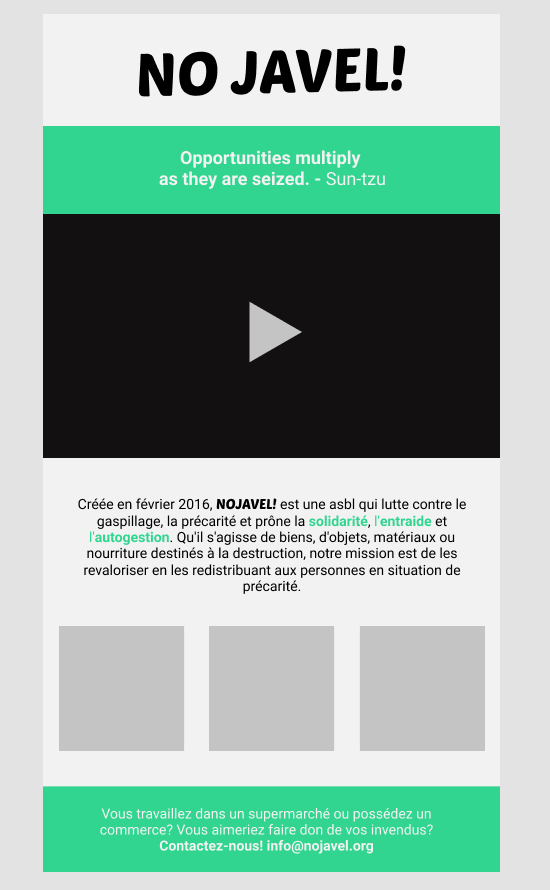 NO JAVEL!
Opportunities multiply
as they are seized. - Sun-tzu
Créée en février 2016, NOJAVEL! est une asbl qui lutte contre le
gaspillage, la précarité et prône la solidarité, l'entraide et
l'autogestion. Qu'il s'agisse de biens, d'objets, matériaux ou
nourriture destinés à la destruction, notre mission est de les
revaloriser en les redistribuant aux personnes en situation de
précarité.
Vous travaillez dans un supermarché ou possédez un
commerce? Vous aimeriez faire don de vos invendus?
Contactez-nous! info@nojavel.org